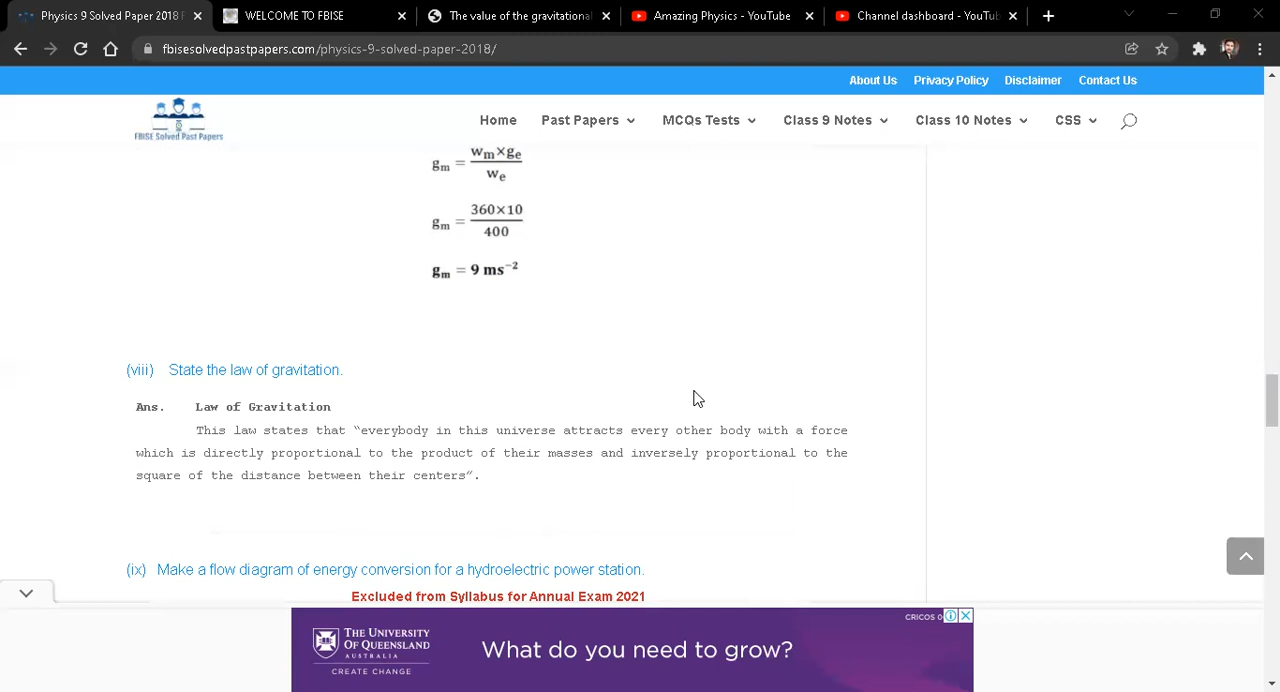 Physics 9 Solved Paper 2018 F
WELCOME TO FBISE
The value of the gravitational
Amazing Physics - YouTube
Channel dashboard - YouTu
fbisesolvedpastpapers.com/physics-9-solved-paper-2018/
About Us Privacy Policy Disclaimer Contact Us
FBISE Solved Past Papers
Home Past Papers MCQs Tests Class 9 Notes Class 10 Notes CSS
gₘ = wₘ×gₑ / wₑ
gₘ = 360×10 / 400
gₘ = 9 ms⁻²
(viii) State the law of gravitation.
Ans. Law of Gravitation
This law states that “everybody in this universe attracts every other body with a force
which is directly proportional to the product of their masses and inversely proportional to the
square of the distance between their centers”.
(ix) Make a flow diagram of energy conversion for a hydroelectric power station.
Excluded from Syllabus for Annual Exam 2021
CRICOS 0
THE UNIVERSITY
OF QUEENSLAND
AUSTRALIA
CREATE CHANGE
What do you need to grow?